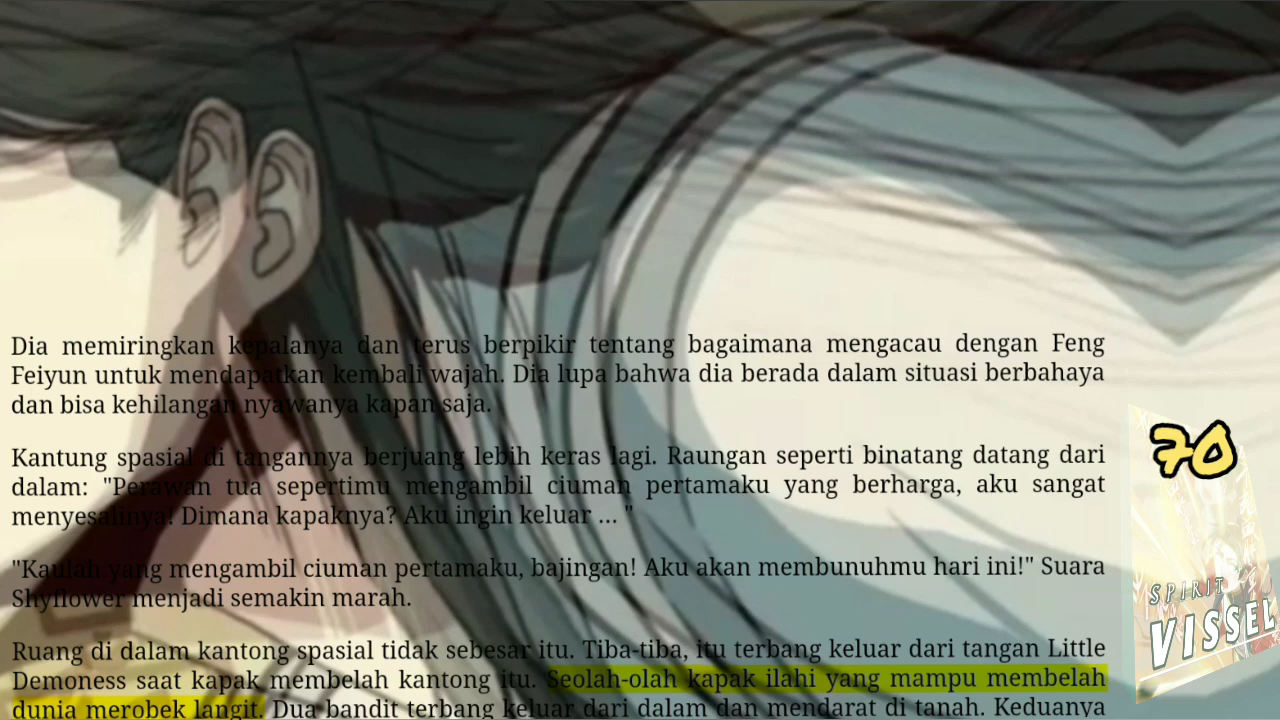 Dia memiringkan kepalanya dan terus berpikir tentang bagaimana mengacau dengan Feng
Feiyun untuk mendapatkan kembali wajah. Dia lupa bahwa dia berada dalam situasi berbahaya
dan bisa kehilangan nyawanya kapan saja.
Kantung spasial di tangannya berjuang lebih keras lagi. Raungan seperti binatang datang dari
dalam: "Perawan tua sepertimu mengambil ciuman pertamaku yang berharga, aku sangat
menyesalinya! Dimana kapaknya? Aku ingin keluar ... "
"Kaulah yang mengambil ciuman pertamaku, bajingan! Aku akan membunuhmu hari ini!" Suara
Shyflower menjadi semakin marah.
Ruang di dalam kantong spasial tidak sebesar itu. Tiba-tiba, itu terbang keluar dari tangan Little
Demoness saat kapak membelah kantong itu. Seolah-olah kapak ilahi yang mampu membelah
dunia merobek langit. Dua bandit terbang keluar dari dalam dan mendarat di tanah. Keduanya
70
SPIRIT
VISSEL